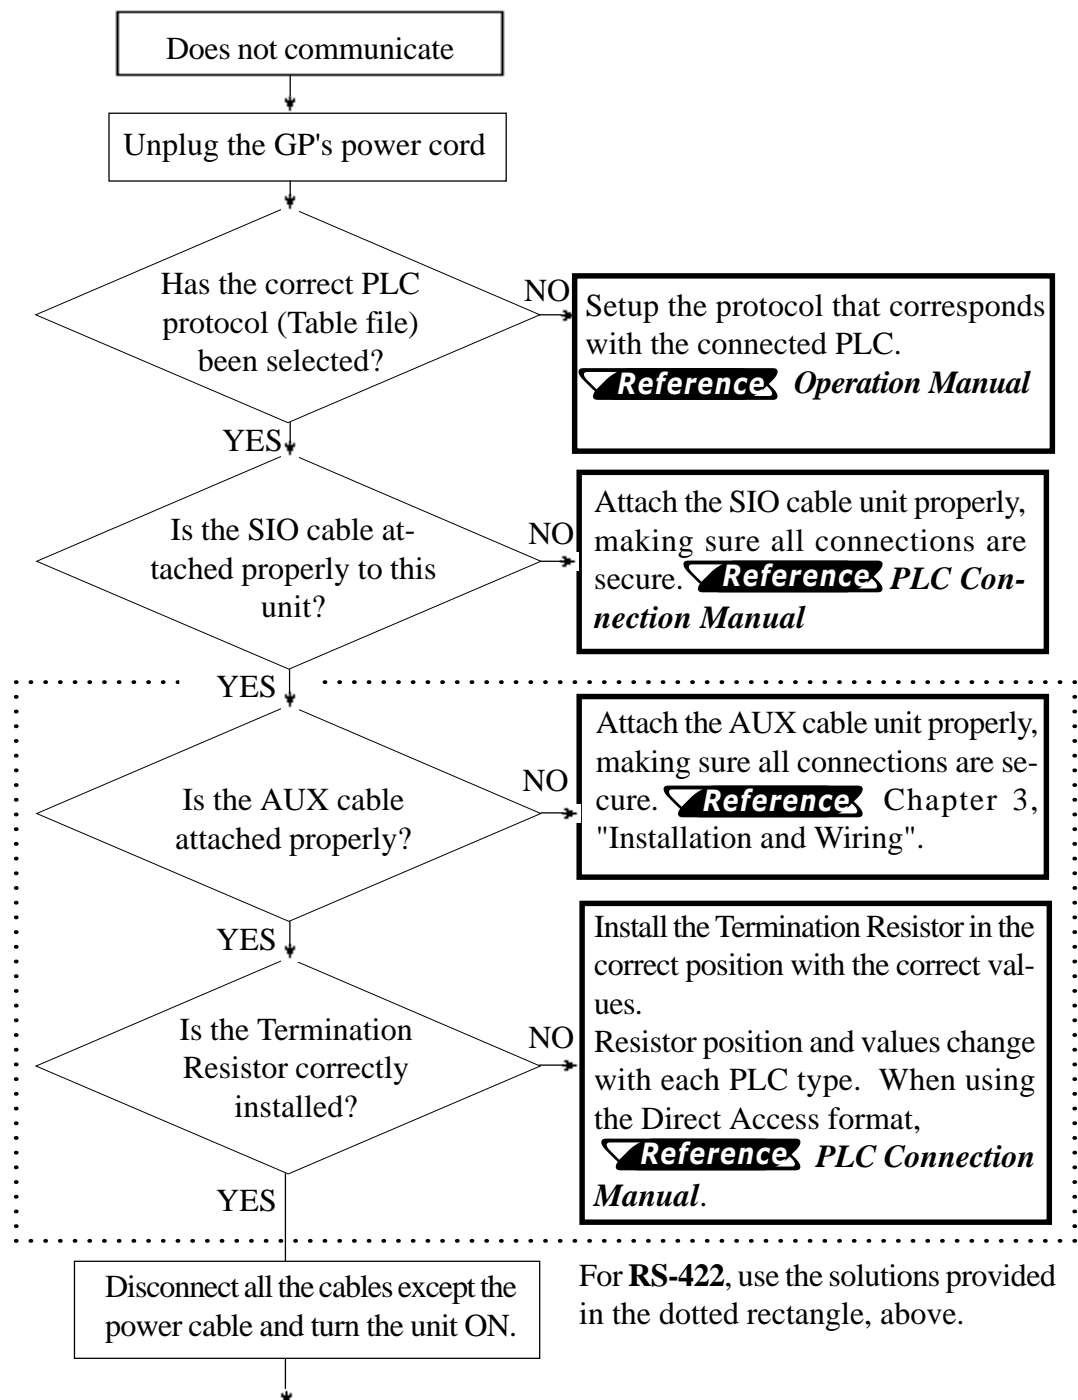 Does not communicate
Unplug the GP's power cord
Has the correct PLC
protocol (Table file)
been selected?
NO
Setup the protocol that corresponds
with the connected PLC.
Reference Operation Manual
YES
Is the SIO cable at-
tached properly to this
unit?
NO
Attach the SIO cable unit properly,
making sure all connections are
secure. Reference PLC Con-
nection Manual
YES
Is the AUX cable
attached properly?
NO
Attach the AUX cable unit properly,
making sure all connections are se-
cure. Reference Chapter 3,
"Installation and Wiring".
YES
Is the Termination
Resistor correctly
installed?
NO
Install the Termination Resistor in the
correct position with the correct val-
ues.
Resistor position and values change
with each PLC type. When using
the Direct Access format,
Reference PLC Connection
Manual.
YES
Disconnect all the cables except the
power cable and turn the unit ON.
For RS-422, use the solutions provided
in the dotted rectangle, above.